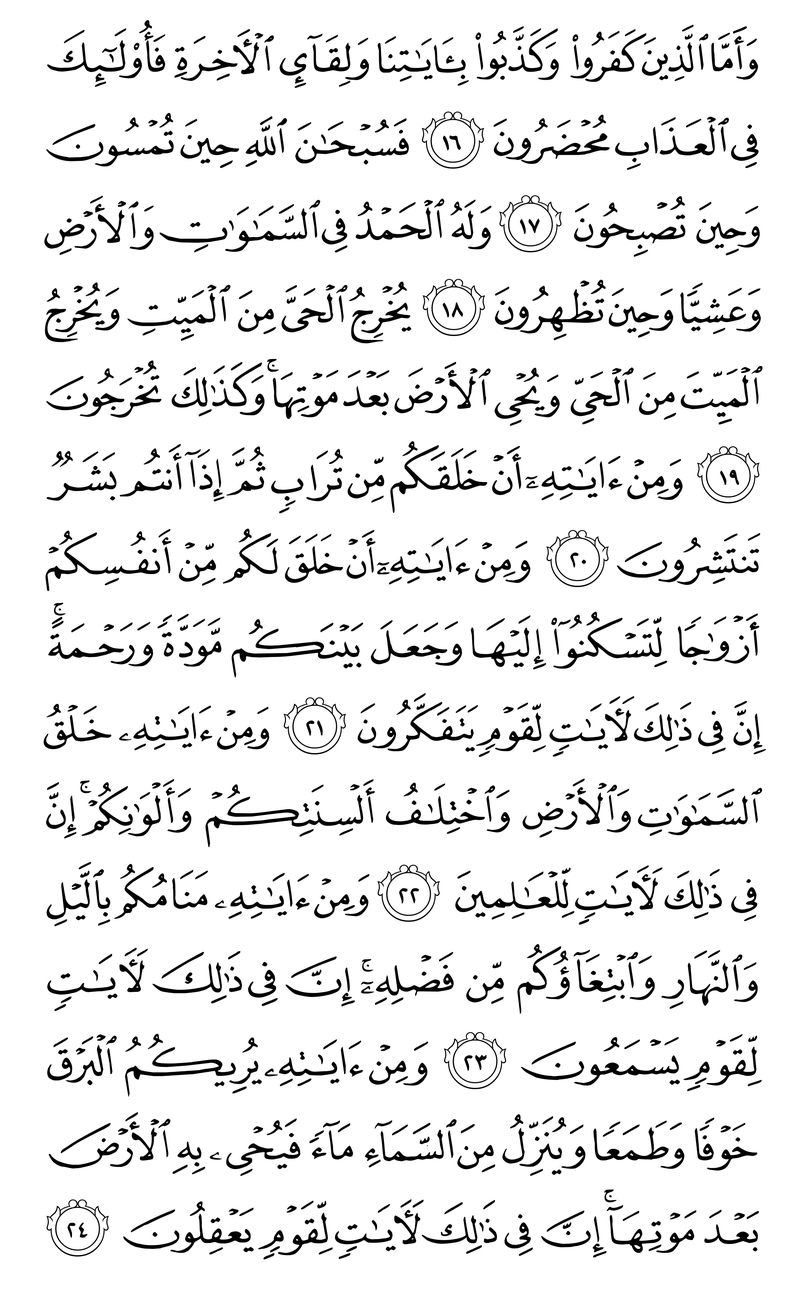 وَأَمَّا ٱلَّذِينَ كَفَرُوا۟ وَكَذَّبُوا۟ بِـَٔايَـٰتِنَا وَلِقَآئِ ٱلْـَٔاخِرَةِ فَأُو۟لَـٰٓئِكَ
فِى ٱلْعَذَابِ مُحْضَرُونَ ١٦ فَسُبْحَـٰنَ ٱللَّهِ حِينَ تُمْسُونَ
وَحِينَ تُصْبِحُونَ ١٧ وَلَهُ ٱلْحَمْدُ فِى ٱلسَّمَـٰوَٰتِ وَٱلْأَرْضِ
وَعَشِيًّا وَحِينَ تُظْهِرُونَ ١٨ يُخْرِجُ ٱلْحَىَّ مِنَ ٱلْمَيِّتِ وَيُخْرِجُ
ٱلْمَيِّتَ مِنَ ٱلْحَىِّ وَيُحْىِ ٱلْأَرْضَ بَعْدَ مَوْتِهَا ۚ وَكَذَٰلِكَ تُخْرَجُونَ
١٩ وَمِنْ ءَايَـٰتِهِۦٓ أَنْ خَلَقَكُم مِّن تُرَابٍ ثُمَّ إِذَآ أَنتُم بَشَرٌ
تَنتَشِرُونَ ٢٠ وَمِنْ ءَايَـٰتِهِۦٓ أَنْ خَلَقَ لَكُم مِّنْ أَنفُسِكُمْ
أَزْوَٰجًا لِّتَسْكُنُوٓا۟ إِلَيْهَا وَجَعَلَ بَيْنَكُم مَّوَدَّةً وَرَحْمَةً ۚ
إِنَّ فِى ذَٰلِكَ لَـَٔايَـٰتٍ لِّقَوْمٍ يَتَفَكَّرُونَ ٢١ وَمِنْ ءَايَـٰتِهِۦ خَلْقُ
ٱلسَّمَـٰوَٰتِ وَٱلْأَرْضِ وَٱخْتِلَـٰفُ أَلْسِنَتِكُمْ وَأَلْوَٰنِكُمْ ۚ إِنَّ
فِى ذَٰلِكَ لَـَٔايَـٰتٍ لِّلْعَـٰلِمِينَ ٢٢ وَمِنْ ءَايَـٰتِهِۦ مَنَامُكُم بِٱلَّيْلِ
وَٱلنَّهَارِ وَٱبْتِغَآؤُكُم مِّن فَضْلِهِۦٓ ۚ إِنَّ فِى ذَٰلِكَ لَـَٔايَـٰتٍ
لِّقَوْمٍ يَسْمَعُونَ ٢٣ وَمِنْ ءَايَـٰتِهِۦ يُرِيكُمُ ٱلْبَرْقَ
خَوْفًا وَطَمَعًا وَيُنَزِّلُ مِنَ ٱلسَّمَآءِ مَآءً فَيُحْىِۦ بِهِ ٱلْأَرْضَ
بَعْدَ مَوْتِهَآ ۚ إِنَّ فِى ذَٰلِكَ لَـَٔايَـٰتٍ لِّقَوْمٍ يَعْقِلُونَ ٢٤